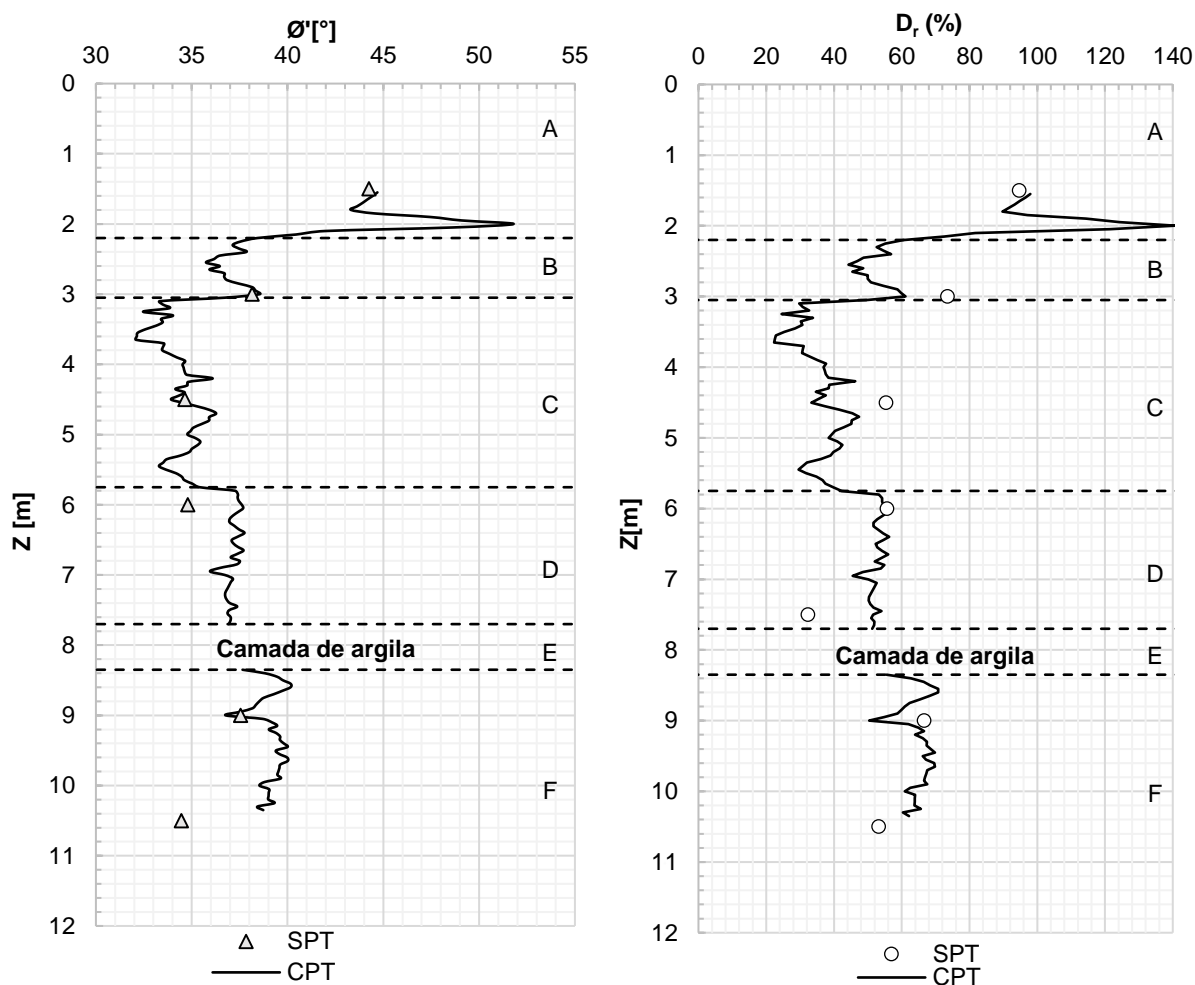 Ø'[°]
30 35 40 45 50 55
0
1
2
3
4
5
6
7
8
9
10
11
12
Z [m]
A
B
C
D
Camada de argila E
F
SPT
CPT
Dᵣ (%)
0 20 40 60 80 100 120 140
0
1
2
3
4
5
6
7
8
9
10
11
12
Z[m]
A
B
C
D
Camada de argila E
F
SPT
CPT